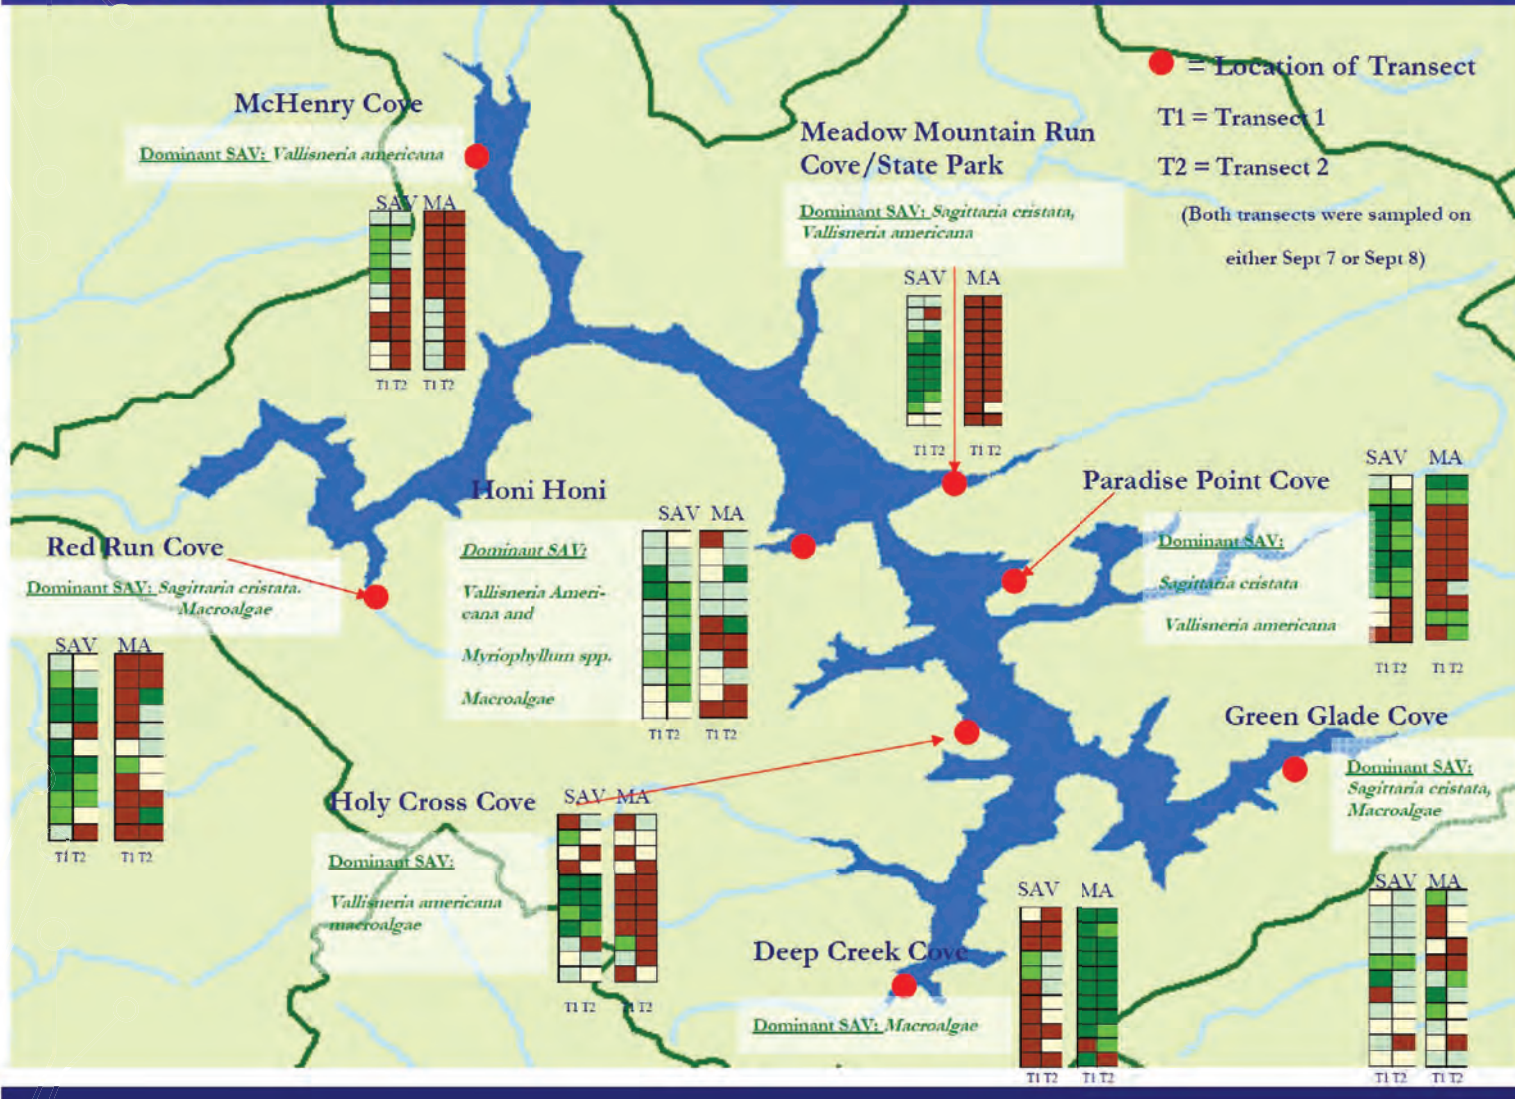 = Location of Transect
T1 = Transect 1
T2 = Transect 2
(Both transects were sampled on
either Sept 7 or Sept 8)
McHenry Cove
Dominant SAV: Vallisneria americana
SAV MA
T1 T2 T1 T2
Meadow Mountain Run
Cove/State Park
Dominant SAV: Sagittaria cristata,
Vallisneria americana
SAV MA
T1 T2 T1 T2
Honi Honi
Dominant SAV:
Vallisneria Ameri-
cana and
Myriophyllum spp.
Macroalgae
SAV MA
T1 T2 T1 T2
Paradise Point Cove
Dominant SAV:
Sagittaria cristata
Vallisneria americana
SAV MA
T1 T2 T1 T2
Red Run Cove
Dominant SAV: Sagittaria cristata.
Macroalgae
SAV MA
T1 T2 T1 T2
Holy Cross Cove
Dominant SAV:
Vallisneria americana
macroalgae
SAV MA
T1 T2 T1 T2
Green Glade Cove
Dominant SAV:
Sagittaria cristata,
Macroalgae
SAV MA
T1 T2 T1 T2
Deep Creek Cove
Dominant SAV: Macroalgae
SAV MA
T1 T2 T1 T2